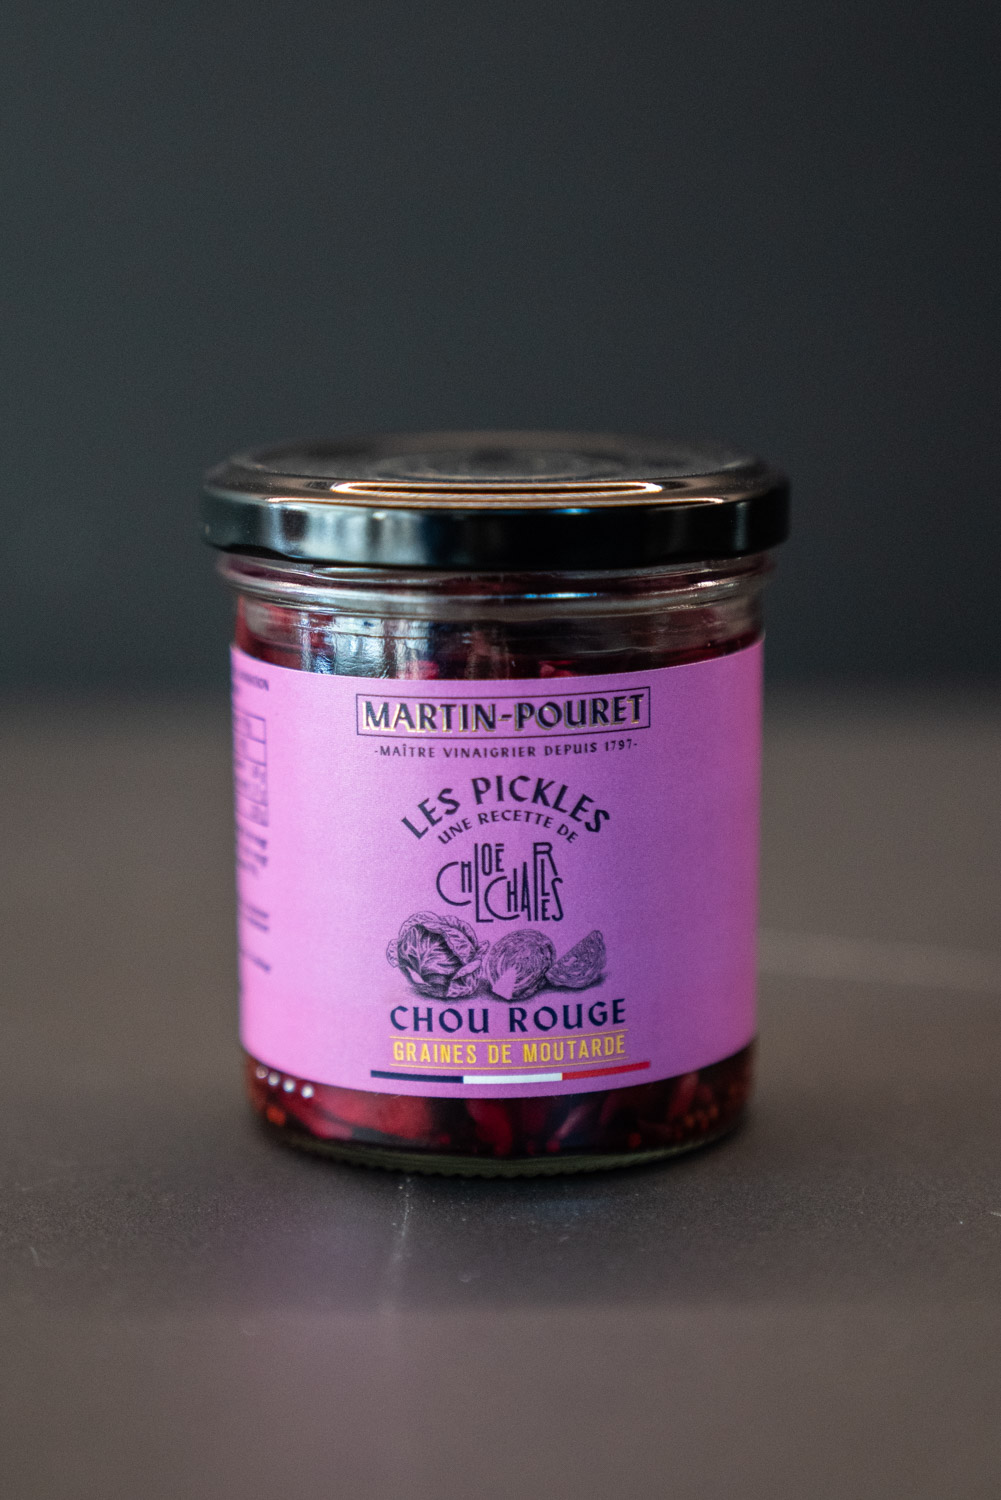 MARTIN-POURET
-MAÎTRE VINAIGRIER DEPUIS 1797-
LES PICKLES
UNE RECETTE DE
CHLOÉ
CHARLES
CHOU ROUGE
GRAINES DE MOUTARDE